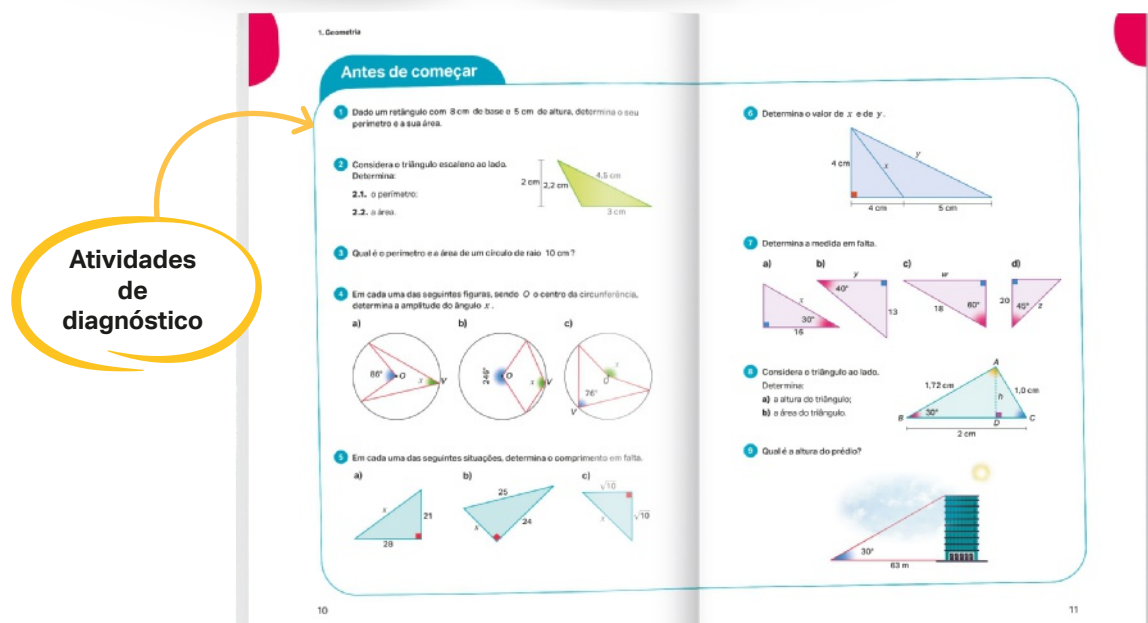 Atividades
de
diagnóstico
1. Geometria
Antes de começar
1 Dado um retângulo com 8 cm de base e 5 cm de altura, determina o seu
perímetro e a sua área.
2 Considera o triângulo escaleno ao lado.
Determina:
2.1. o perímetro;
2.2. a área.
2 cm
2,2 cm
4,5 cm
3 cm
3 Qual é o perímetro e a área de um círculo de raio 10 cm?
4 Em cada uma das seguintes figuras, sendo O o centro da circunferência,
determina a amplitude do ângulo x.
a) b) c)
86° O x V
246° O x V
x O 76° V
5 Em cada uma das seguintes situações, determina o comprimento em falta.
a) b) c)
x 21 28
25 24 x
√10 √10 x
10
6 Determina o valor de x e de y.
4 cm x y
4 cm 5 cm
7 Determina a medida em falta.
a) b) c) d)
x 30° 16
y 40° 13
w 18 60°
20 45° z
8 Considera o triângulo ao lado.
Determina:
a) a altura do triângulo;
b) a área do triângulo.
A
1,72 cm 1,0 cm
h
B 30° D C
2 cm
9 Qual é a altura do prédio?
30°
63 m
11